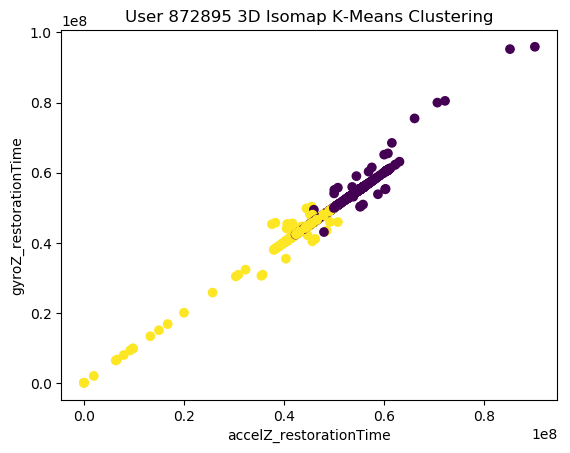 User 872895 3D Isomap K-Means Clustering
1e8
1.0
0.8
0.6
0.4
0.2
0.0
gyroZ_restorationTime
0.0 0.2 0.4 0.6 0.8
1e8
accelZ_restorationTime